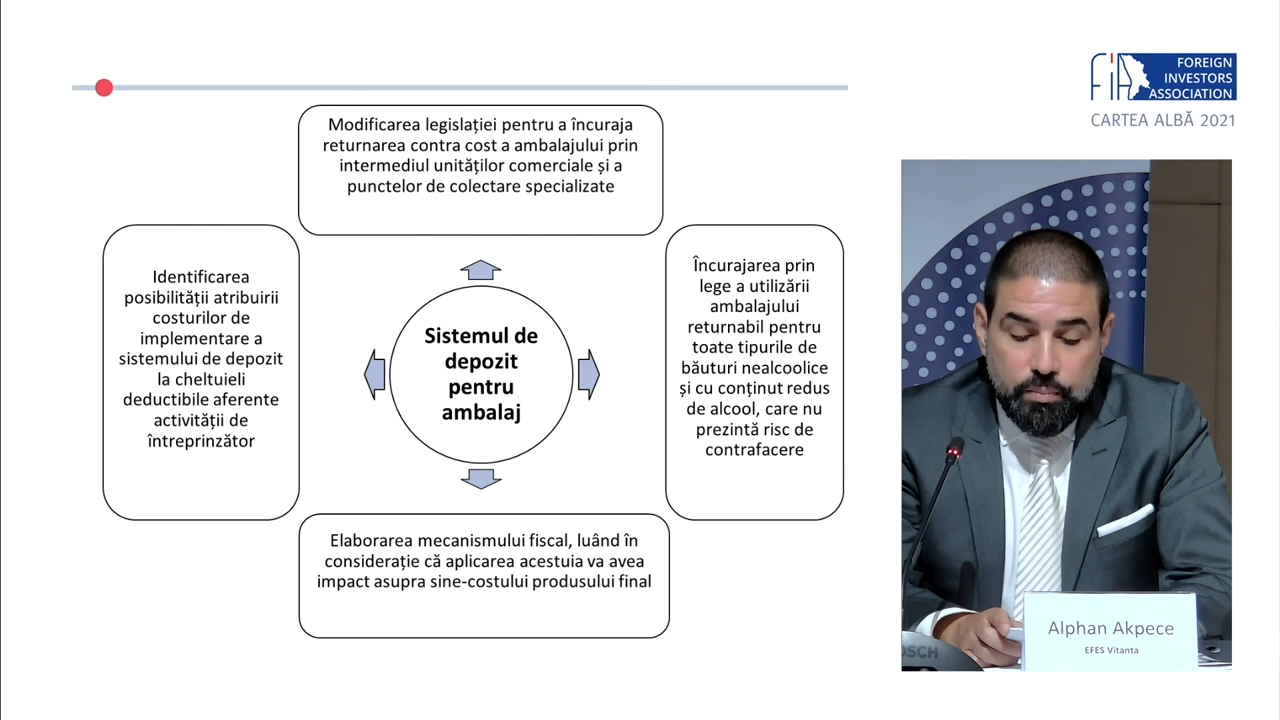 FiA
FOREIGN
INVESTORS
ASSOCIATION
CARTEA ALBĂ 2021
Modificarea legislației pentru a încuraja
returnarea contra cost a ambalajului prin
intermediul unităților comerciale și a
punctelor de colectare specializate
Identificarea
posibilității atribuirii
costurilor de
implementare a
sistemului de depozit
la cheltuieli
deductibile aferente
activității de
întreprinzător
Sistemul de
depozit
pentru
ambalaj
Încurajarea prin
lege a utilizării
ambalajului
returnabil pentru
toate tipurile de
băuturi nealcoolice
și cu conținut redus
de alcool, care nu
prezintă risc de
contrafacere
Elaborarea mecanismului fiscal, luând în
considerație că aplicarea acestuia va avea
impact asupra sine-costului produsului final
Alphan Akpece
EFES Vitanta
OSCH